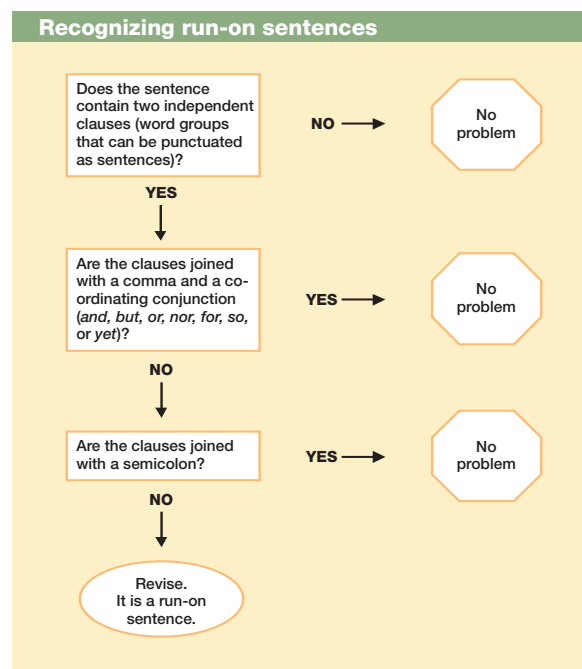 Recognizing run-on sentences
Does the sentence
contain two independent
clauses (word groups
that can be punctuated
as sentences)?
NO
No
problem
YES
Are the clauses joined
with a comma and a co-
ordinating conjunction
(and, but, or, nor, for, so,
or yet)?
YES
No
problem
NO
Are the clauses joined
with a semicolon?
YES
No
problem
NO
Revise.
It is a run-on
sentence.